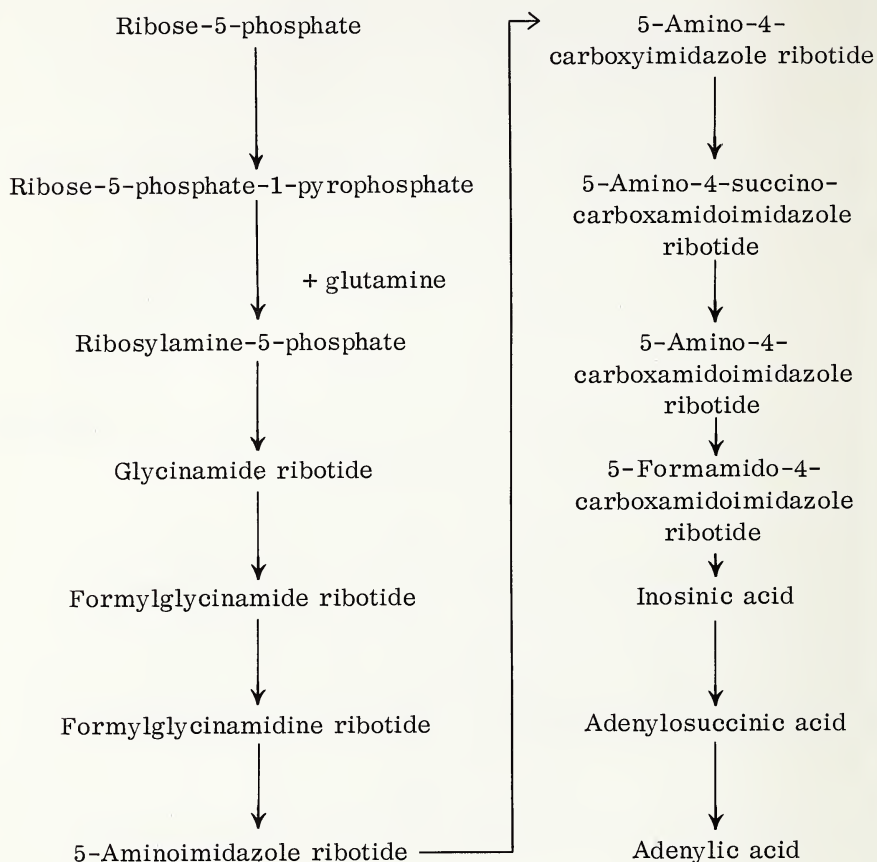 Ribose-5-phosphate
Ribose-5-phosphate-1-pyrophosphate
+ glutamine
Ribosylamine-5-phosphate
Glycinamide ribotide
Formylglycinamide ribotide
Formylglycinamidine ribotide
5-Aminoimidazole ribotide
5-Amino-4-
carboxyimidazole ribotide
5-Amino-4-succino-
carboxamidoimidazole
ribotide
5-Amino-4-
carboxamidoimidazole
ribotide
5-Formamido-4-
carboxamidoimidazole
ribotide
Inosinic acid
Adenylosuccinic acid
Adenylic acid